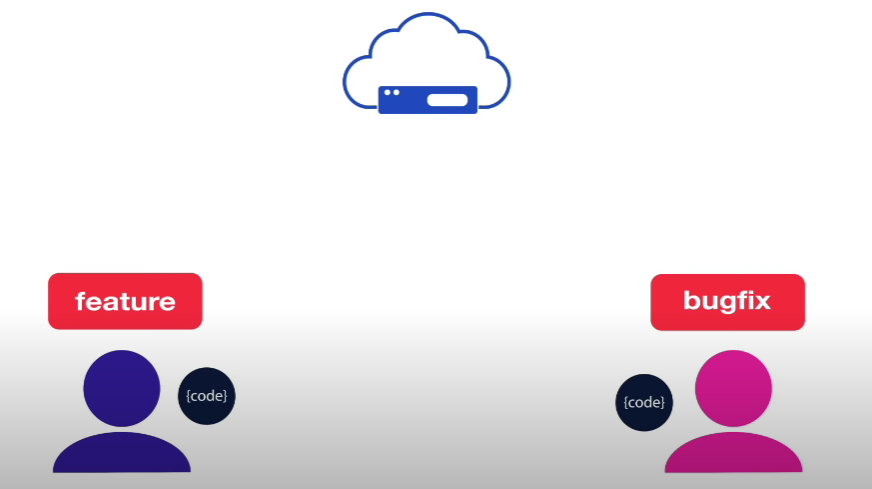 feature
bugfix
{code}
{code}